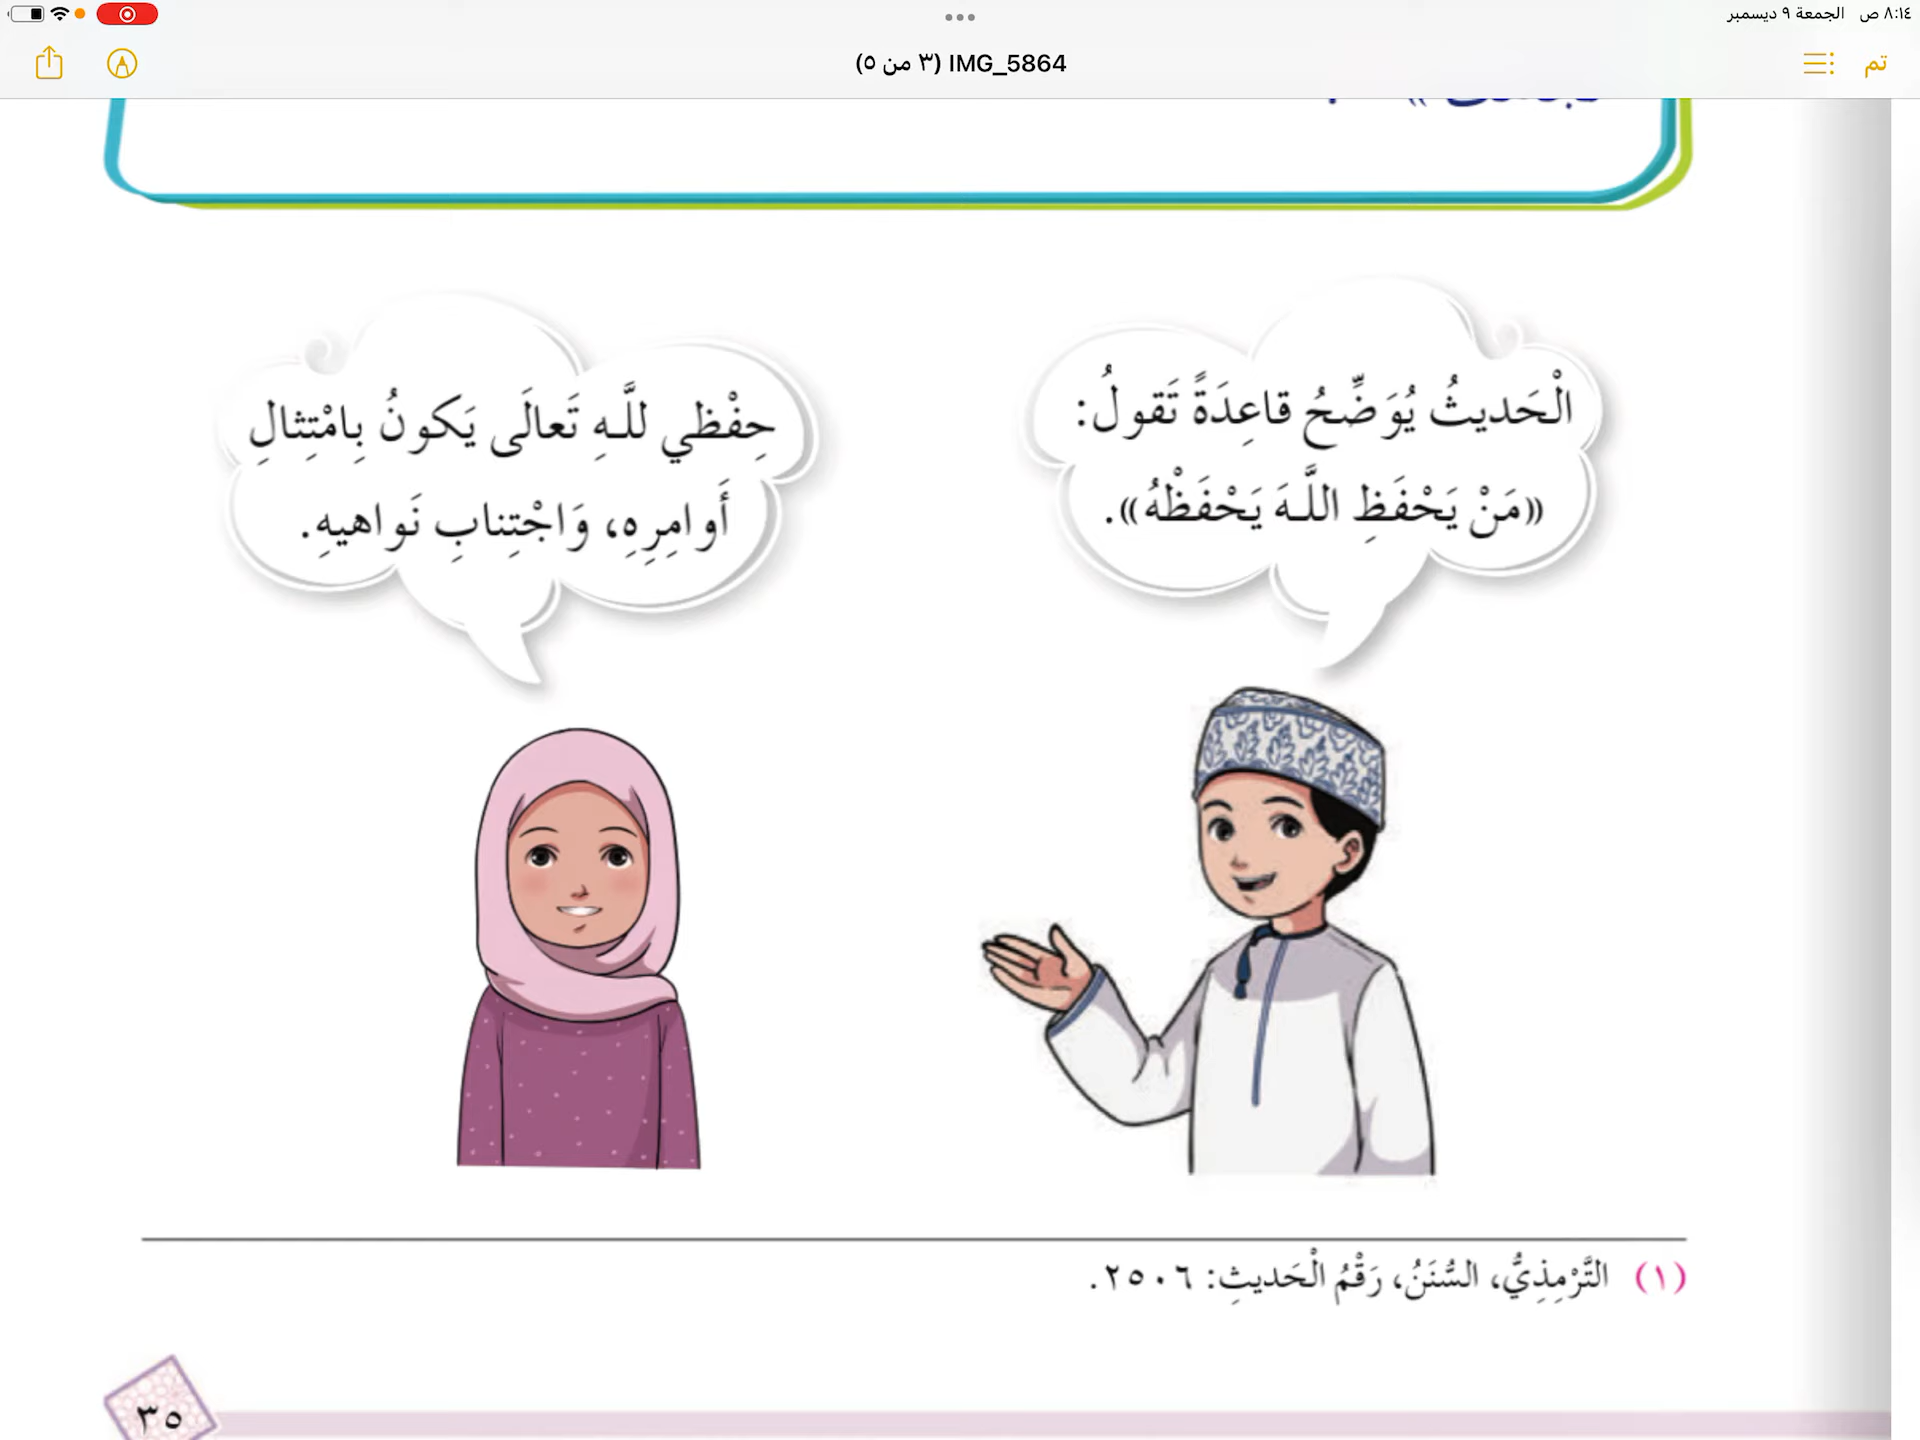 ٨:١٤ ص الجمعة ٩ ديسمبر
IMG_5864 (٣ من ٥)
تم
الْحَديثُ يُوَضِّحُ قاعِدَةً تَقولُ:
«مَنْ يَحْفَظِ اللَّهَ يَحْفَظْهُ».
حِفْظي للَّهِ تَعالَى يَكونُ بِامْتِثالِ
أَوامِرِهِ، وَاجْتِنابِ نَواهيهِ.
(١) التَّرْمِذِيُّ، السُّنَنُ، رَقْمُ الْحَديثِ: ٢٥٠٦.
٣٥